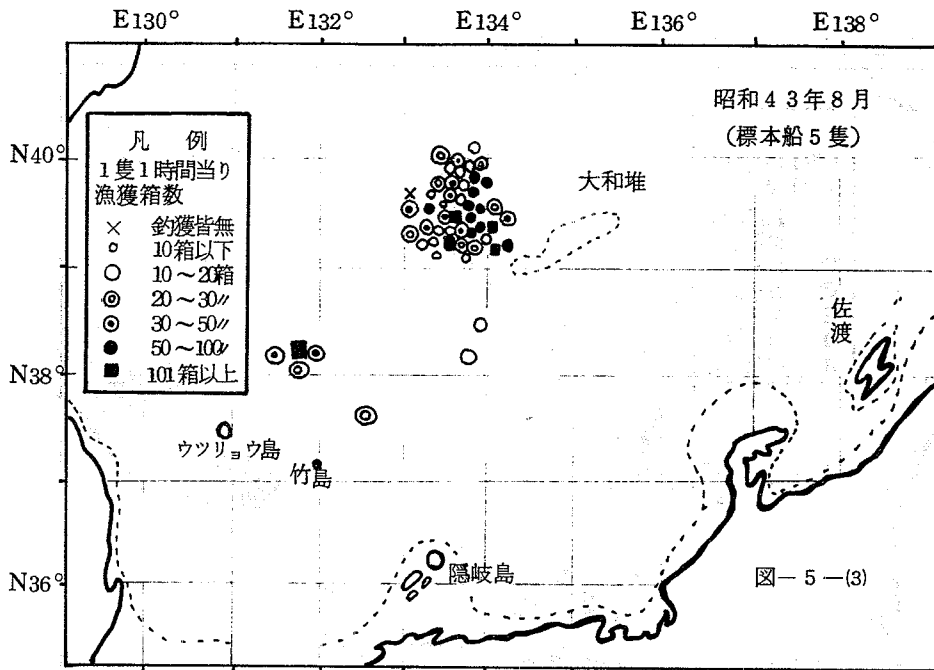 E130° E132° E134° E136° E138°
昭和43年8月
(標本船5隻)
N40°
凡 例
1隻1時間当り
漁獲箱数
× 釣獲皆無
10箱以下
10〜20箱
20〜30〃
30〜50〃
50〜100〃
101箱以上
大和堆
佐渡
N38°
ウツリョウ島
竹島
N36°
隠岐島
図−5−(3)